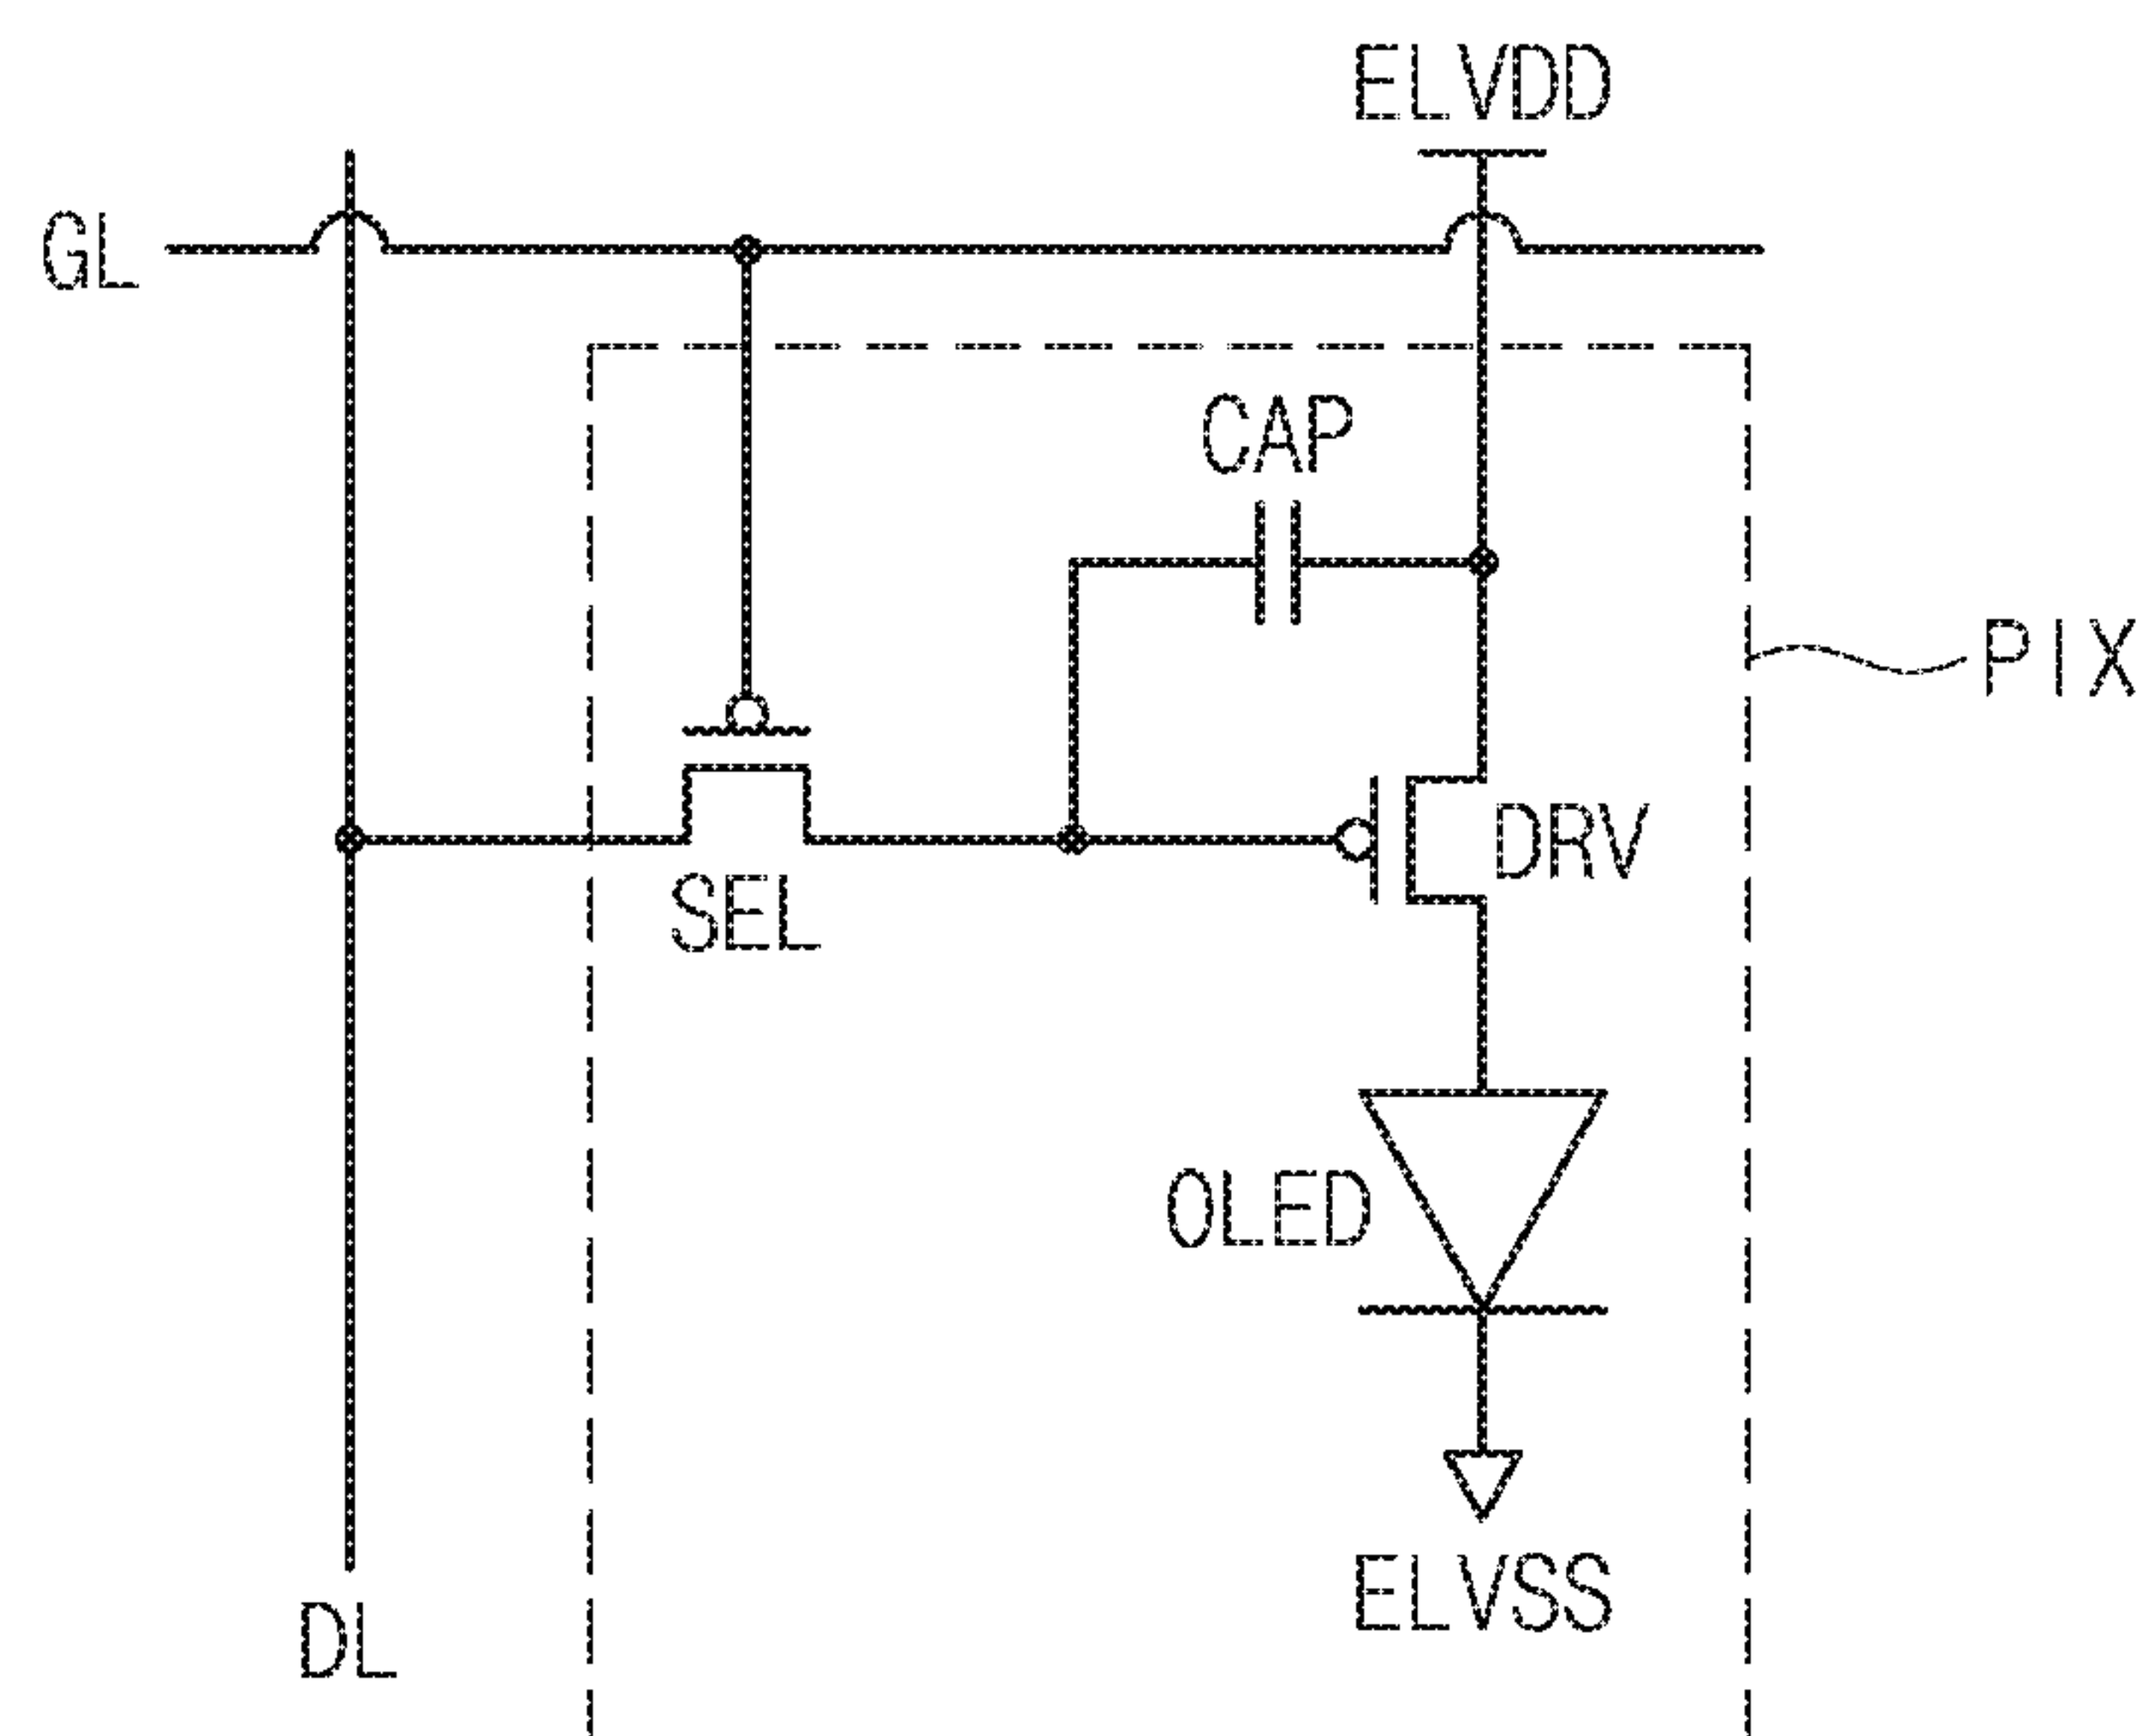 ELVDD
GL
CAP
PIX
DRV
SEL
OLED
ELVSS
DL